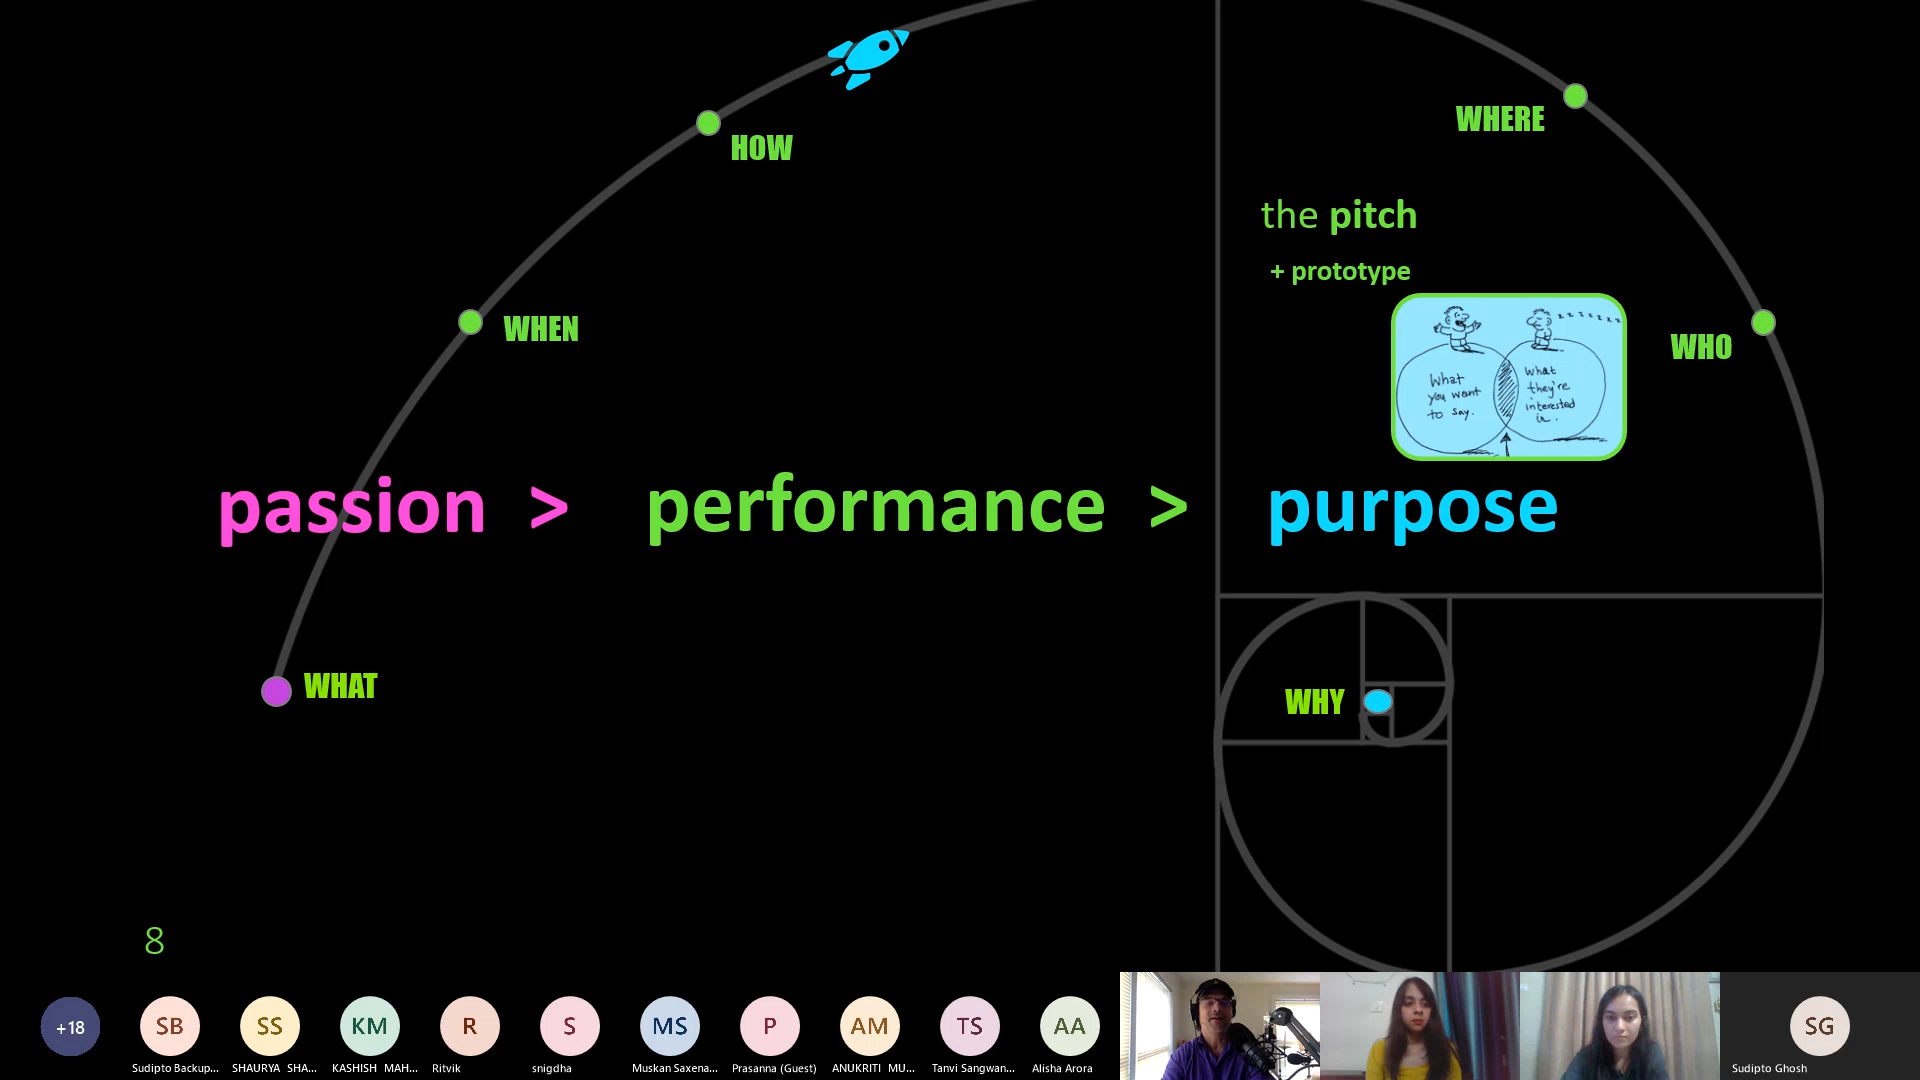 HOW
WHERE
the pitch
+ prototype
WHEN
WHO
z z z z z z z
What
you want
to say.
what
they're
interested
in.
passion > performance > purpose
WHAT
WHY
8
+18
SB
SS
KM
R
S
MS
P
AM
TS
AA
SG
Sudipto Backup...
SHAURYA SHA...
KASHISH MAH...
Ritvik
snigdha
Muskan Saxena...
Prasanna (Guest)
ANUKRITI MU...
Tanvi Sangwan...
Alisha Arora
Sudipto Ghosh